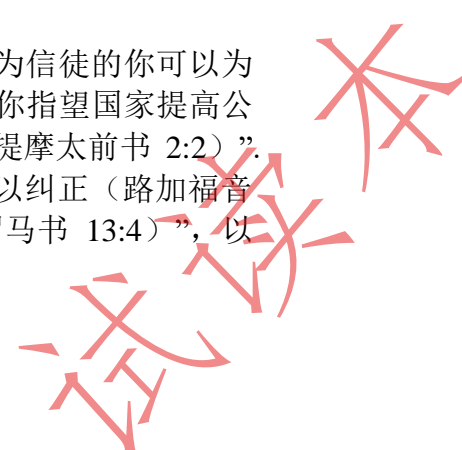 为信徒的你可以为
你指望国家提高公
提摩太前书 2:2）”.
以纠正（路加福音
马书 13:4）”，以
试读本